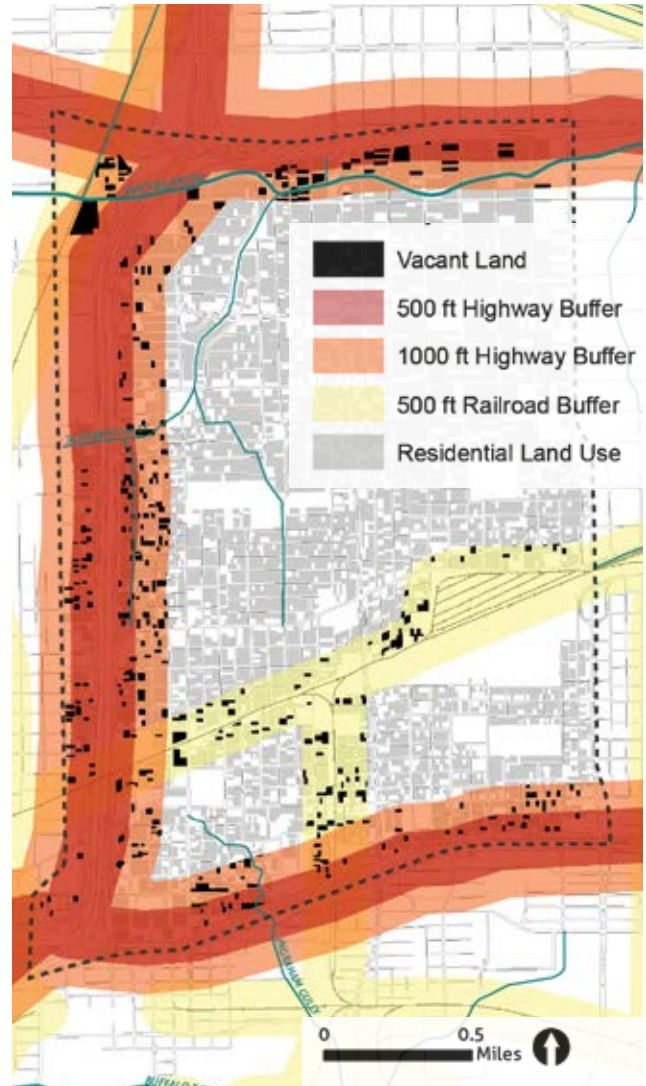 Vacant Land
500 ft Highway Buffer
1000 ft Highway Buffer
500 ft Railroad Buffer
Residential Land Use
0 0.5
Miles